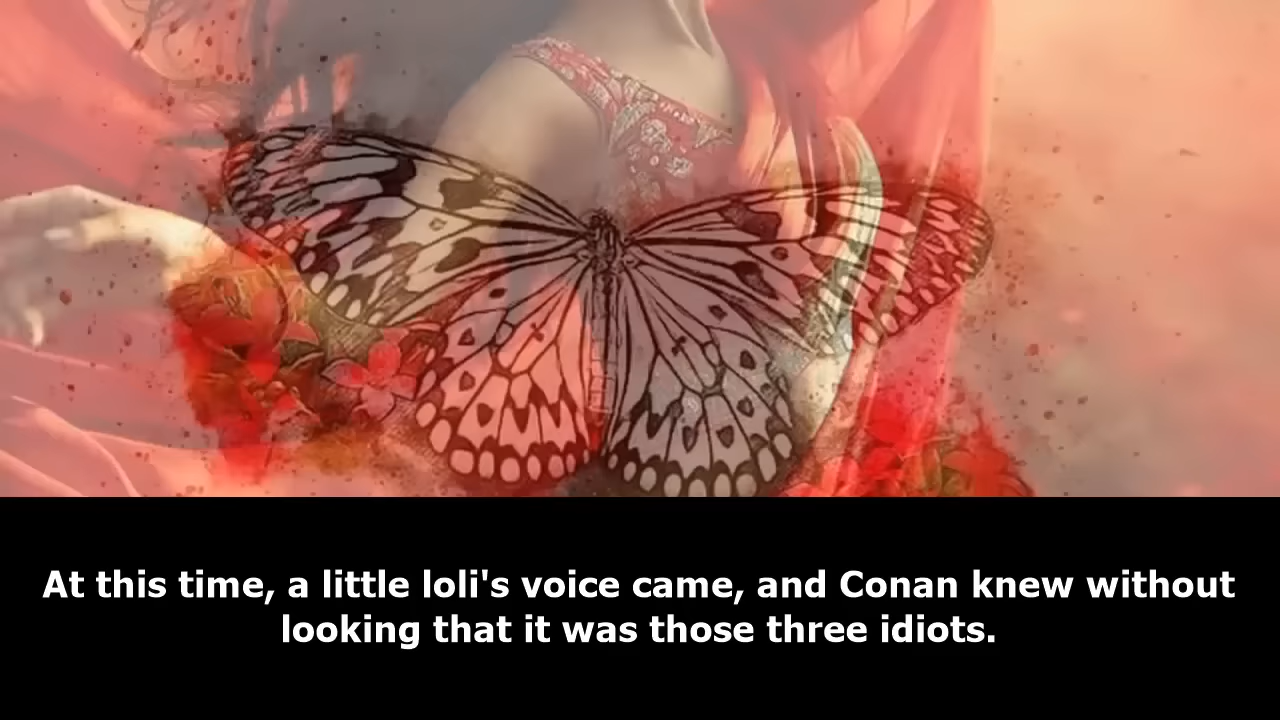 At this time, a little loli's voice came, and Conan knew without
looking that it was those three idiots.